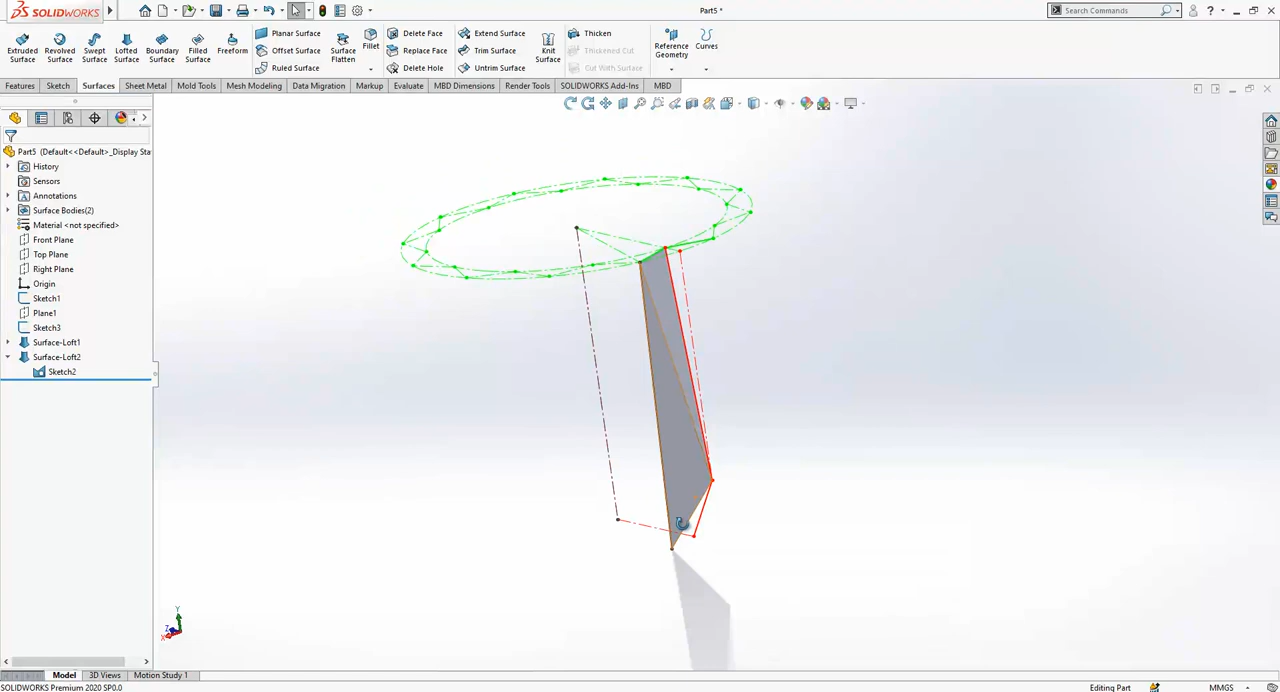 SOLIDWORKS
Part5 *
Search Commands
?
Extruded Surface
Revolved Surface
Swept Surface
Lofted Surface
Boundary Surface
Filled Surface
Freeform
Planar Surface
Offset Surface
Ruled Surface
Surface Flatten
Fillet
Delete Face
Replace Face
Delete Hole
Extend Surface
Trim Surface
Untrim Surface
Knit Surface
Thicken
Thickened Cut
Cut With Surface
Reference Geometry
Curves
Features
Sketch
Surfaces
Sheet Metal
Mold Tools
Mesh Modeling
Data Migration
Markup
Evaluate
MBD Dimensions
Render Tools
SOLIDWORKS Add-Ins
MBD
Part5 (Default<<Default>_Display Sta
History
Sensors
Annotations
Surface Bodies(2)
Material <not specified>
Front Plane
Top Plane
Right Plane
Origin
Sketch1
Plane1
Sketch3
Surface-Loft1
Surface-Loft2
Sketch2
Y
Z
X
Model
3D Views
Motion Study 1
SOLIDWORKS Premium 2020 SP0.0
Editing Part
MMGS